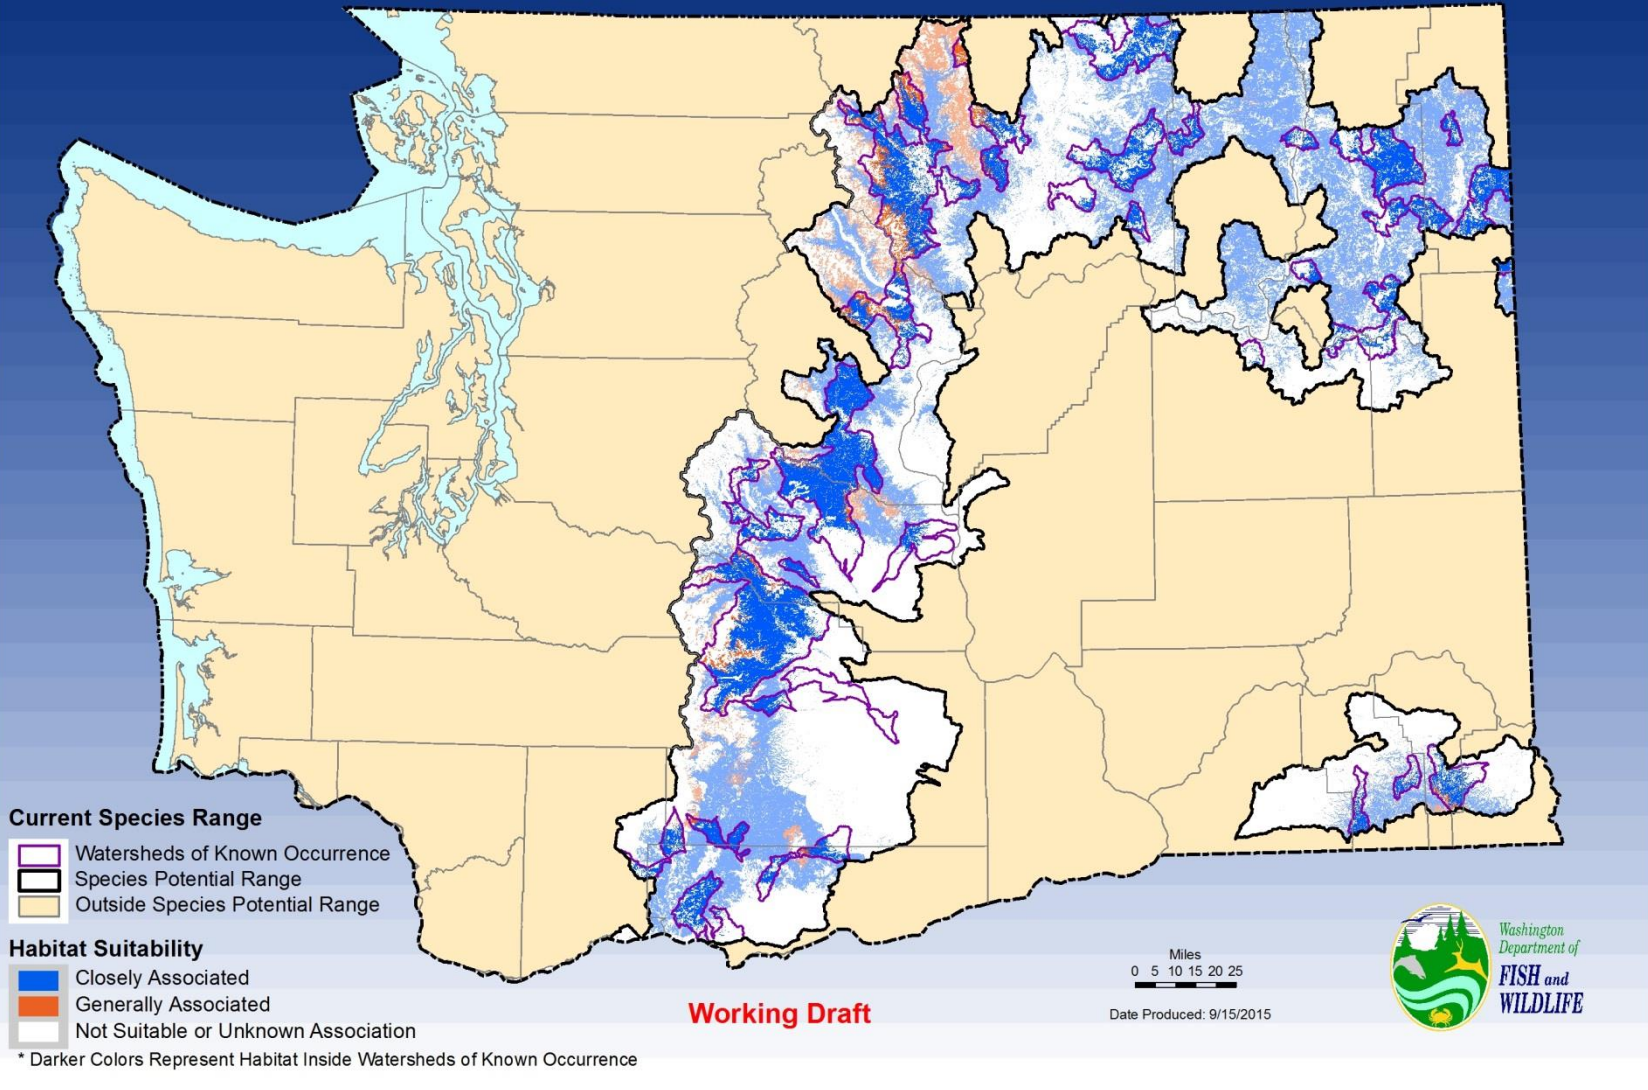 Current Species Range
Watersheds of Known Occurrence
Species Potential Range
Outside Species Potential Range
Habitat Suitability
Closely Associated
Generally Associated
Not Suitable or Unknown Association
* Darker Colors Represent Habitat Inside Watersheds of Known Occurrence
Working Draft
Miles
0 5 10 15 20 25
Date Produced: 9/15/2015
Washington
Department of
FISH and
WILDLIFE